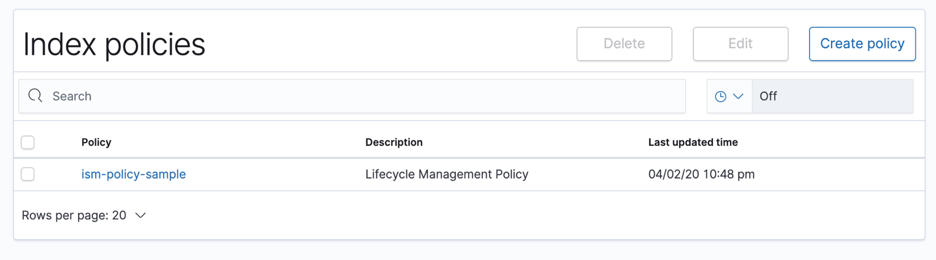 Index policies Delete Edit Create policy
Search Off
Policy Description Last updated time
ism-policy-sample Lifecycle Management Policy 04/02/20 10:48 pm
Rows per page: 20